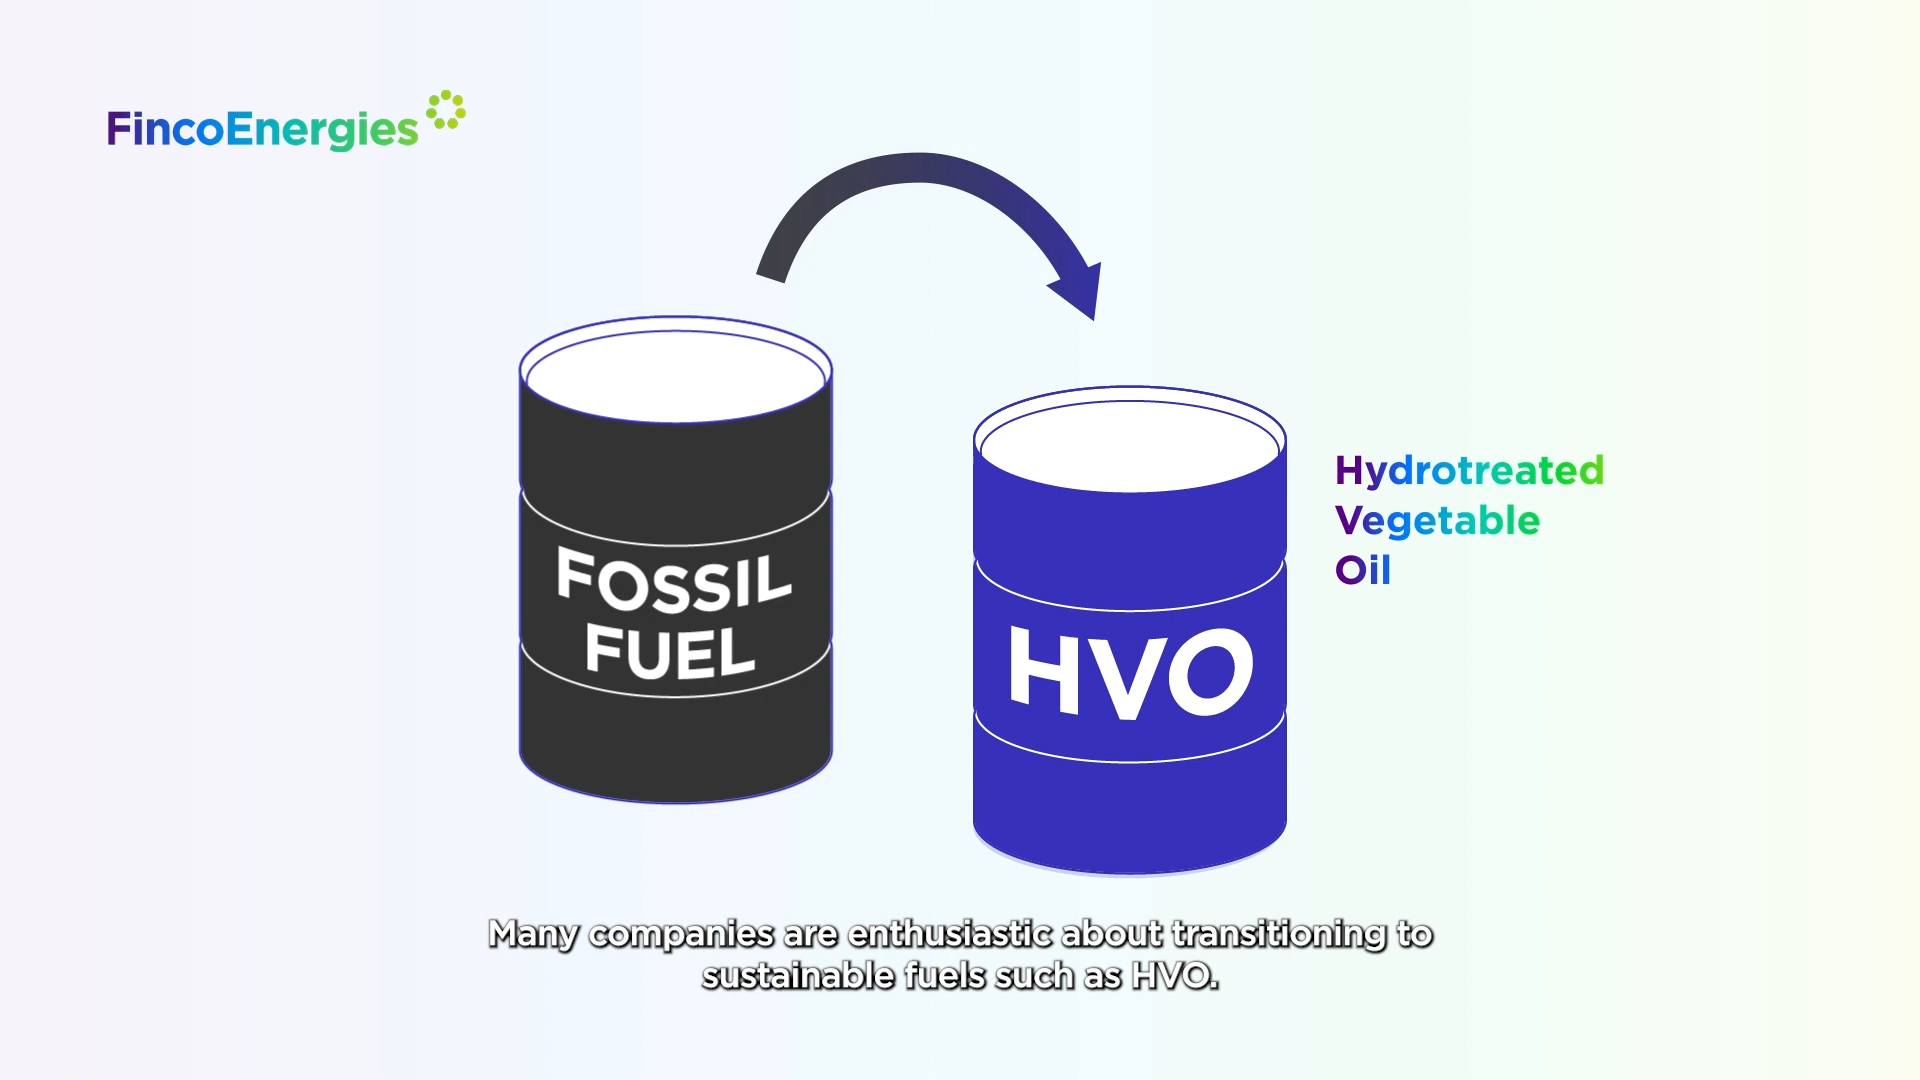 FincoEnergies
FOSSIL
FUEL
HVO
Hydrotreated
Vegetable
Oil
Many companies are enthusiastic about transitioning to
sustainable fuels such as HVO.